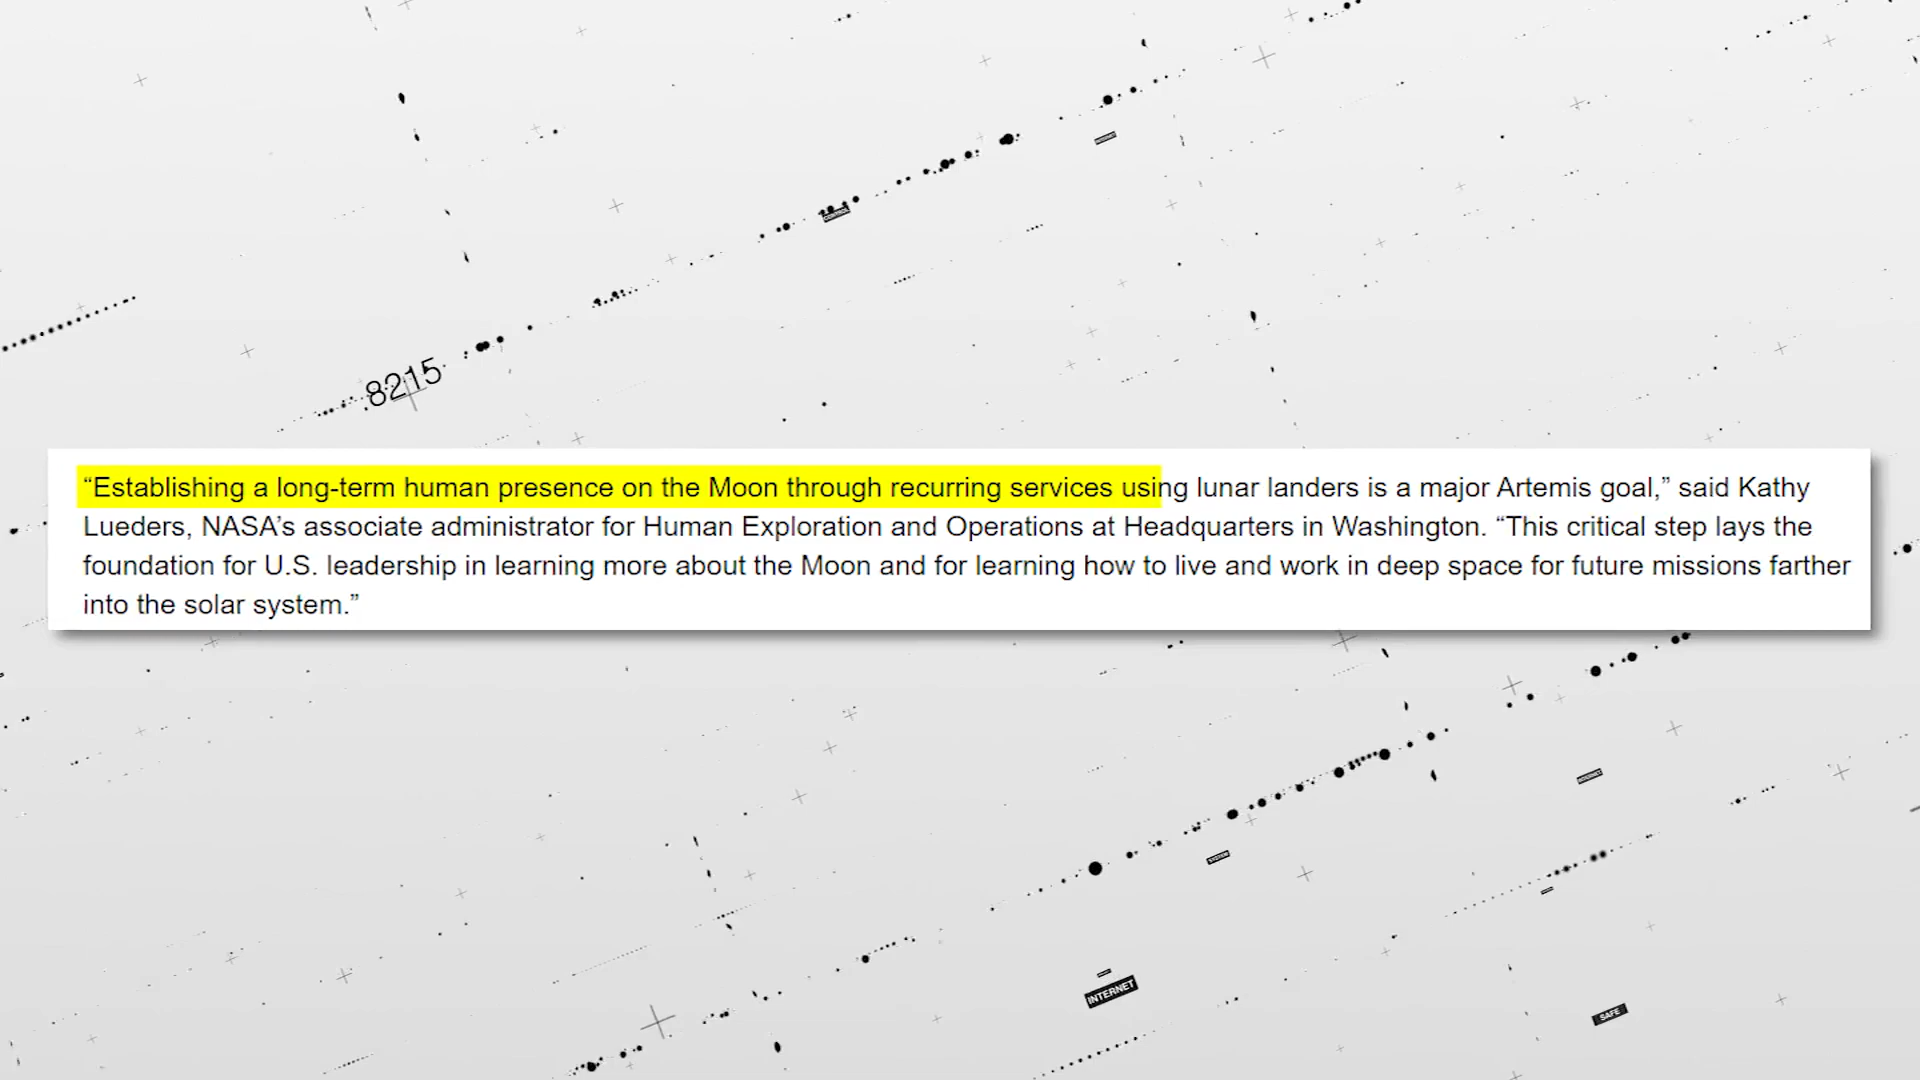 CONTROL
.8215
“Establishing a long-term human presence on the Moon through recurring services using lunar landers is a major Artemis goal,” said Kathy
Lueders, NASA’s associate administrator for Human Exploration and Operations at Headquarters in Washington. “This critical step lays the
foundation for U.S. leadership in learning more about the Moon and for learning how to live and work in deep space for future missions farther
into the solar system.”
INTERNET
SYSTEM
INTERNET
SAFE